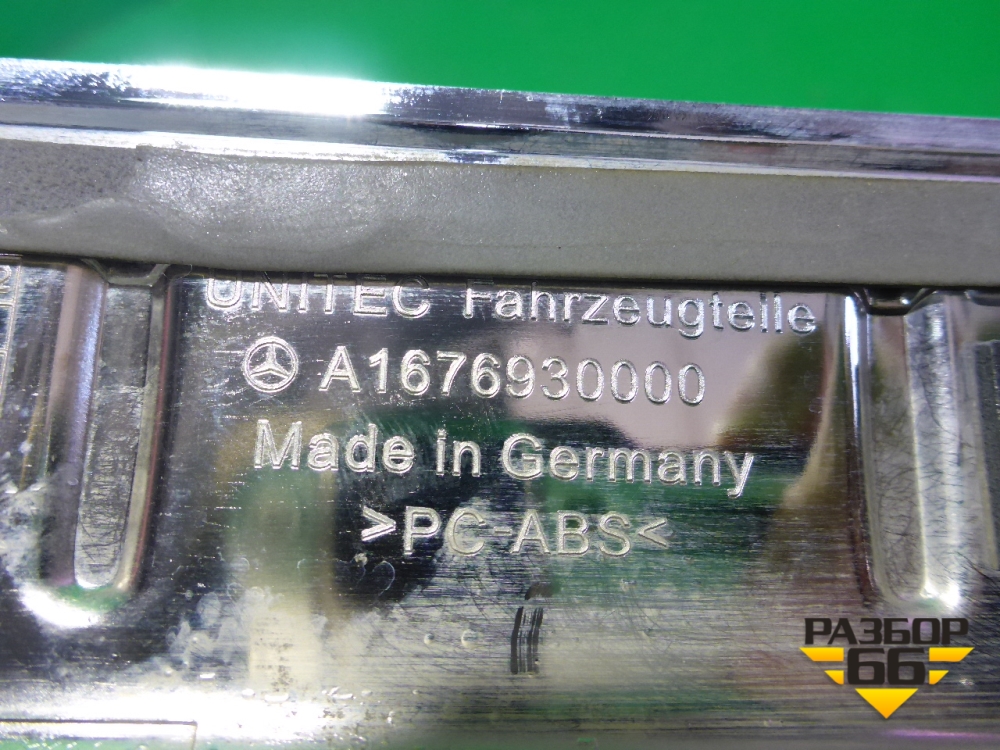 UNITEC Fahrzeugteile
A1676930000
Made in Germany
>PC-ABS<
РАЗБОР
66